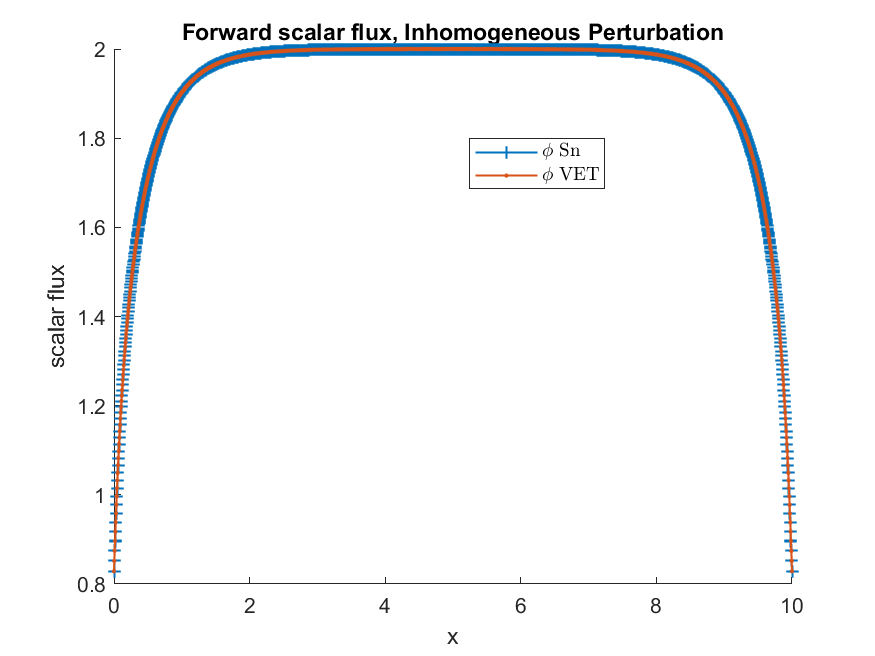 Forward scalar flux, Inhomogeneous Perturbation
2
1.8
1.6
1.4
1.2
1
0.8
scalar flux
ϕ Sn
ϕ VET
0 2 4 6 8 10
x